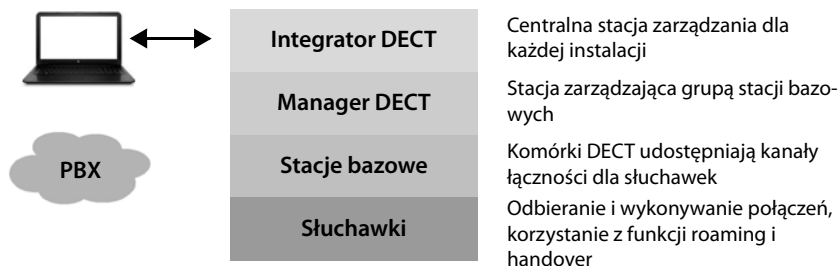 Integrator DECT
Centralna stacja zarządzania dla
każdej instalacji
Manager DECT
Stacja zarządzająca grupą stacji bazo-
wych
PBX
Stacje bazowe
Komórki DECT udostępniają kanały
łączności dla słuchawek
Słuchawki
Odbieranie i wykonywanie połączeń,
korzystanie z funkcji roaming i
handover